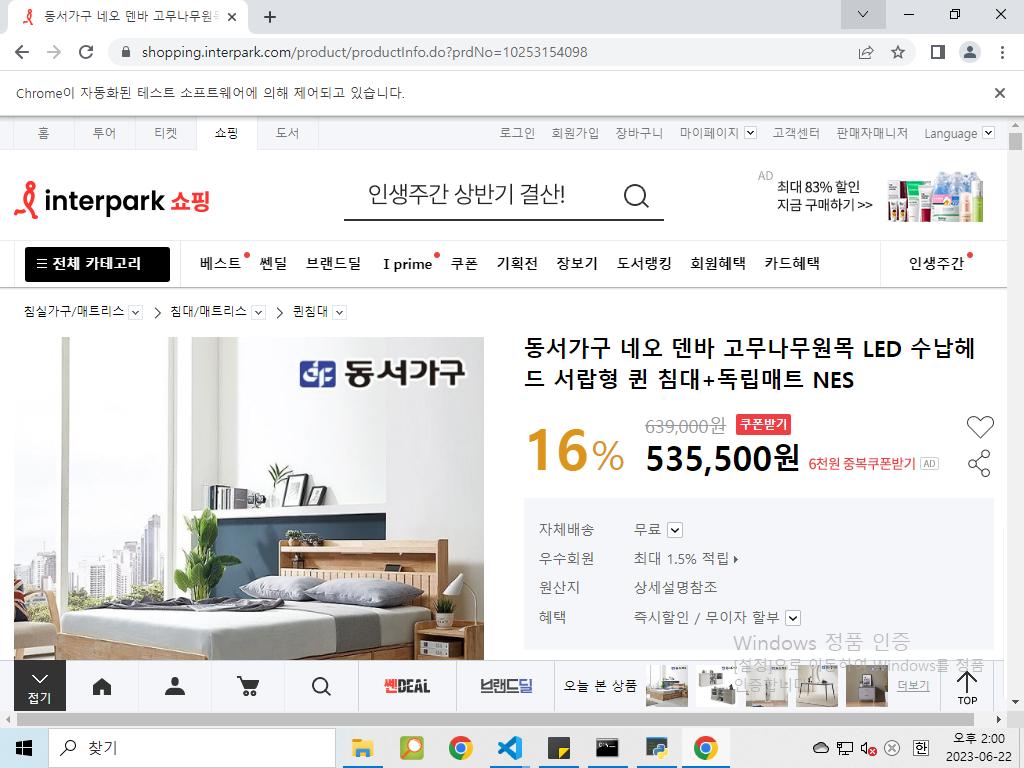 동서가구 네오 덴바 고무나무원목
shopping.interpark.com/product/productInfo.do?prdNo=10253154098
Chrome이 자동화된 테스트 소프트웨어에 의해 제어되고 있습니다.
홈 투어 티켓 쇼핑 도서 로그인 회원가입 장바구니 마이페이지 고객센터 판매자매니저 Language
interpark 쇼핑
인생주간 상반기 결산!
AD
최대 83% 할인
지금 구매하기 >>
전체 카테고리 베스트 쎈딜 브랜드딜 I prime 쿠폰 기획전 장보기 도서랭킹 회원혜택 카드혜택 인생주간
침실가구/매트리스 침대/매트리스 퀸침대
동서가구
동서가구 네오 덴바 고무나무원목 LED 수납헤
드 서랍형 퀸 침대+독립매트 NES
16%
639,000원 쿠폰받기
535,500원 6천원 중복쿠폰받기 AD
자체배송 무료
우수회원 최대 1.5% 적립
원산지 상세설명참조
혜택 즉시할인 / 무이자 할부
Windows 정품 인증
[설정]으로 이동하여 Windows를 정품
인증합니다.
접기
쎈DEAL
브랜드딜
오늘 본 상품
더보기
TOP
찾기
한
오후 2:00
2023-06-22